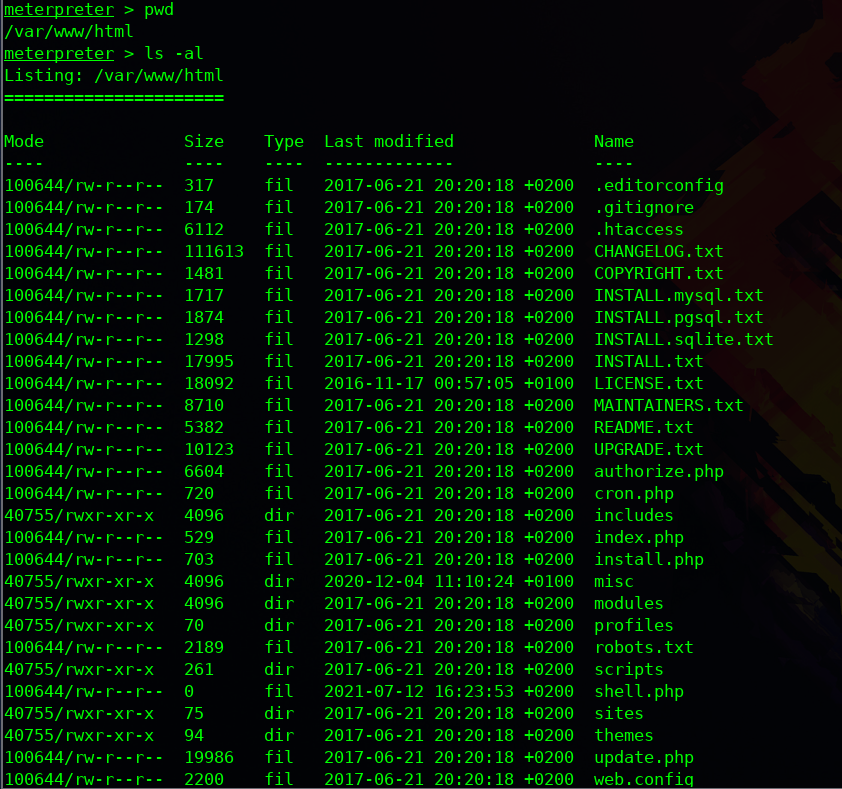 meterpreter > pwd
/var/www/html
meterpreter > ls -al
Listing: /var/www/html
======================
Mode              Size    Type  Last modified              Name
----              ----    ----  -------------              ----
100644/rw-r--r--  317     fil   2017-06-21 20:20:18 +0200  .editorconfig
100644/rw-r--r--  174     fil   2017-06-21 20:20:18 +0200  .gitignore
100644/rw-r--r--  6112    fil   2017-06-21 20:20:18 +0200  .htaccess
100644/rw-r--r--  111613  fil   2017-06-21 20:20:18 +0200  CHANGELOG.txt
100644/rw-r--r--  1481    fil   2017-06-21 20:20:18 +0200  COPYRIGHT.txt
100644/rw-r--r--  1717    fil   2017-06-21 20:20:18 +0200  INSTALL.mysql.txt
100644/rw-r--r--  1874    fil   2017-06-21 20:20:18 +0200  INSTALL.pgsql.txt
100644/rw-r--r--  1298    fil   2017-06-21 20:20:18 +0200  INSTALL.sqlite.txt
100644/rw-r--r--  17995   fil   2017-06-21 20:20:18 +0200  INSTALL.txt
100644/rw-r--r--  18092   fil   2016-11-17 00:57:05 +0100  LICENSE.txt
100644/rw-r--r--  8710    fil   2017-06-21 20:20:18 +0200  MAINTAINERS.txt
100644/rw-r--r--  5382    fil   2017-06-21 20:20:18 +0200  README.txt
100644/rw-r--r--  10123   fil   2017-06-21 20:20:18 +0200  UPGRADE.txt
100644/rw-r--r--  6604    fil   2017-06-21 20:20:18 +0200  authorize.php
100644/rw-r--r--  720     fil   2017-06-21 20:20:18 +0200  cron.php
40755/rwxr-xr-x   4096    dir   2017-06-21 20:20:18 +0200  includes
100644/rw-r--r--  529     fil   2017-06-21 20:20:18 +0200  index.php
100644/rw-r--r--  703     fil   2017-06-21 20:20:18 +0200  install.php
40755/rwxr-xr-x   4096    dir   2020-12-04 11:10:24 +0100  misc
40755/rwxr-xr-x   4096    dir   2017-06-21 20:20:18 +0200  modules
40755/rwxr-xr-x   70      dir   2017-06-21 20:20:18 +0200  profiles
100644/rw-r--r--  2189    fil   2017-06-21 20:20:18 +0200  robots.txt
40755/rwxr-xr-x   261     dir   2017-06-21 20:20:18 +0200  scripts
100644/rw-r--r--  0       fil   2021-07-12 16:23:53 +0200  shell.php
40755/rwxr-xr-x   75      dir   2017-06-21 20:20:18 +0200  sites
40755/rwxr-xr-x   94      dir   2017-06-21 20:20:18 +0200  themes
100644/rw-r--r--  19986   fil   2017-06-21 20:20:18 +0200  update.php
100644/rw-r--r--  2200    fil   2017-06-21 20:20:18 +0200  web.config